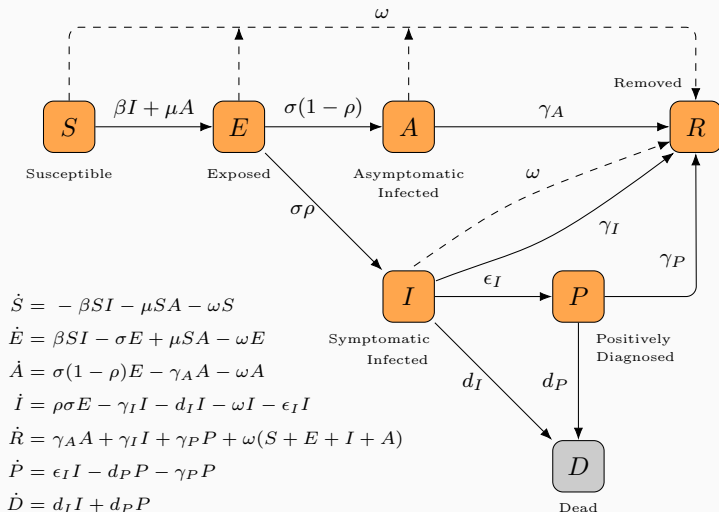 ω
Removed
βI + μA
σ(1 − ρ)
γ_A
S
E
A
R
Susceptible
Exposed
Asymptomatic
Infected
ω
σρ
γ_I
γ_P
ϵ_I
I
P
Symptomatic
Infected
Positively
Diagnosed
d_I
d_P
D
Dead
Ṡ = − βSI − μSA − ωS
Ė = βSI − σE + μSA − ωE
Ȧ = σ(1 − ρ)E − γ_A A − ωA
İ = ρσE − γ_I I − d_I I − ωI − ϵ_I I
Ṙ = γ_A A + γ_I I + γ_P P + ω(S + E + I + A)
Ṗ = ϵ_I I − d_P P − γ_P P
Ḋ = d_I I + d_P P